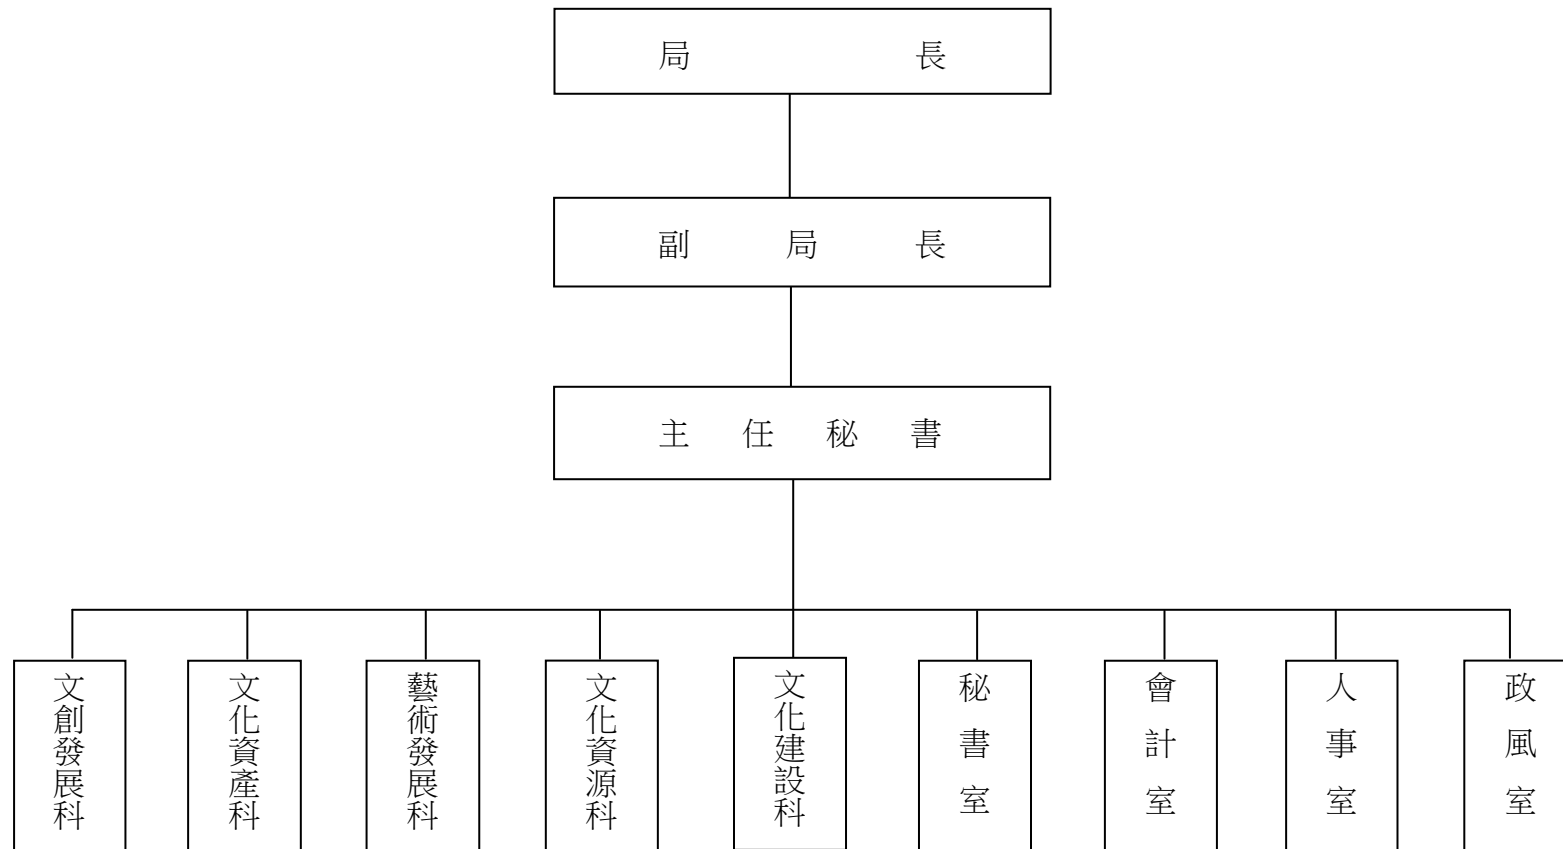 局長
副局長
主任秘書
文創發展科
文化資產科
藝術發展科
文化資源科
文化建設科
秘書室
會計室
人事室
政風室